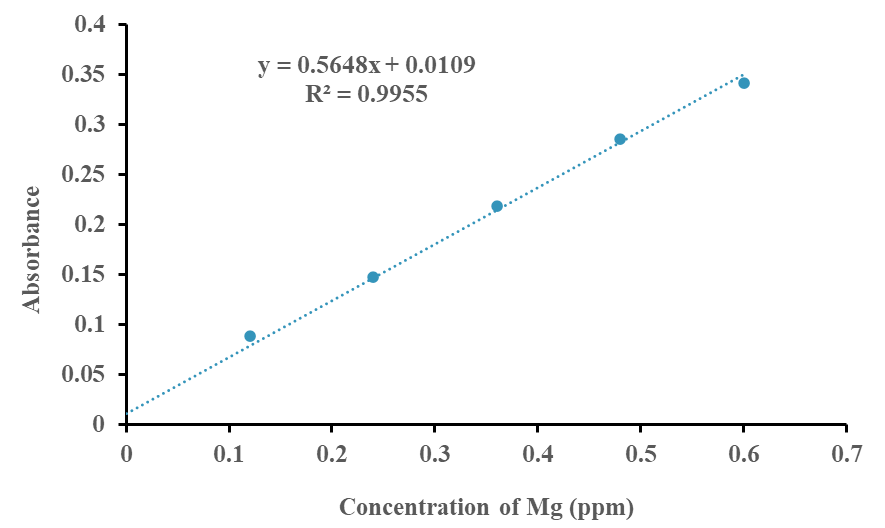 y = 0.5648x + 0.0109
R² = 0.9955
0.4
0.35
0.3
0.25
0.2
0.15
0.1
0.05
0
Absorbance
0 0.1 0.2 0.3 0.4 0.5 0.6 0.7
Concentration of Mg (ppm)